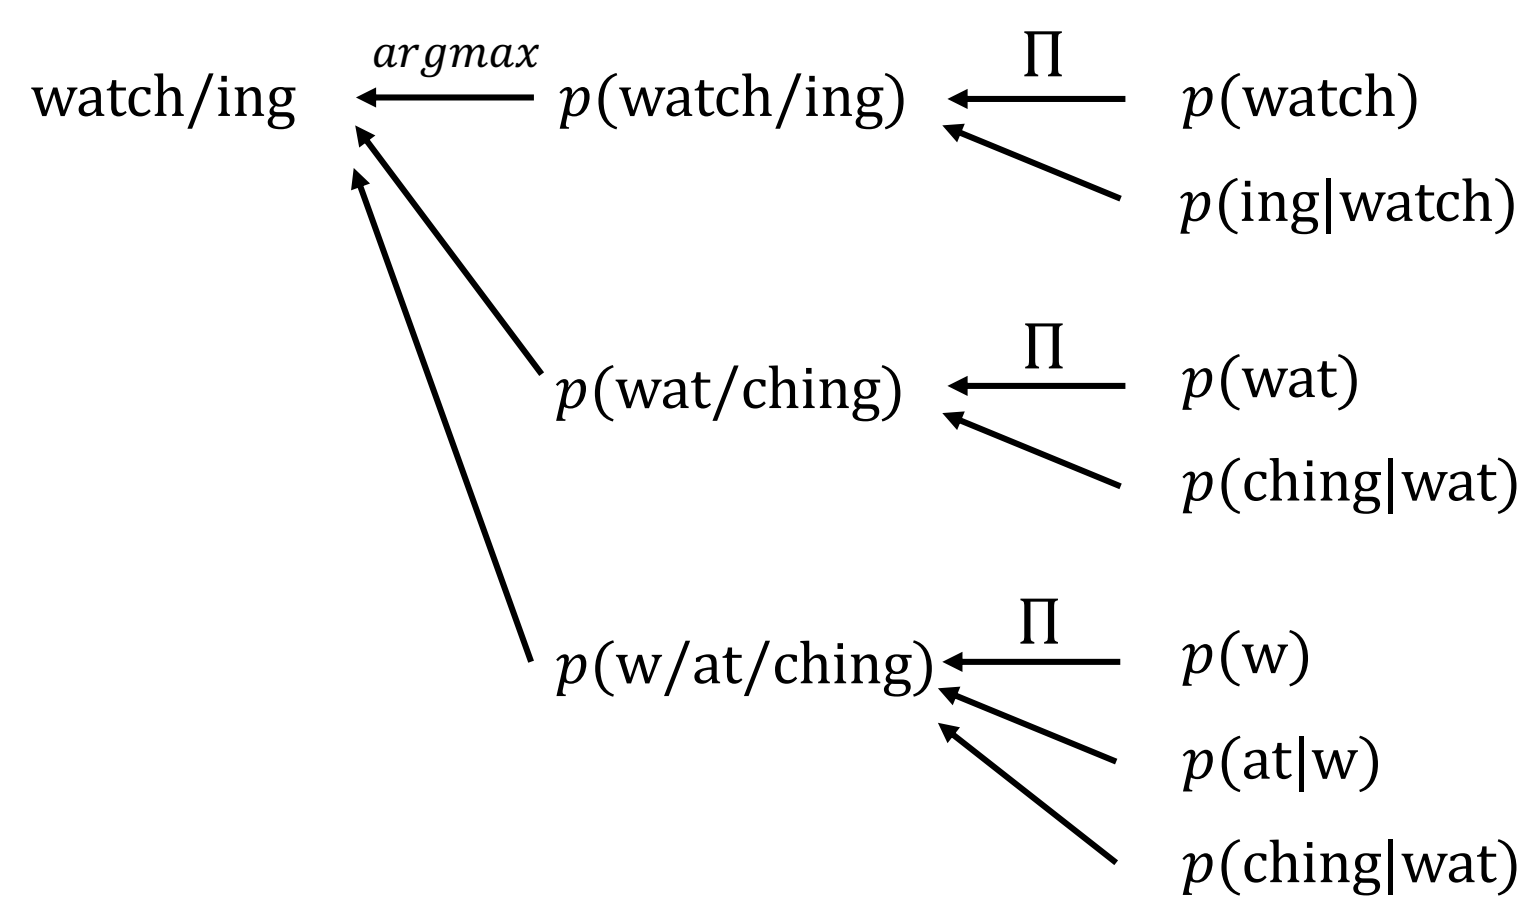 argmax
watch/ing
p(watch/ing)
∏
p(watch)
p(ing|watch)
p(wat/ching)
∏
p(wat)
p(ching|wat)
p(w/at/ching)
∏
p(w)
p(at|w)
p(ching|wat)